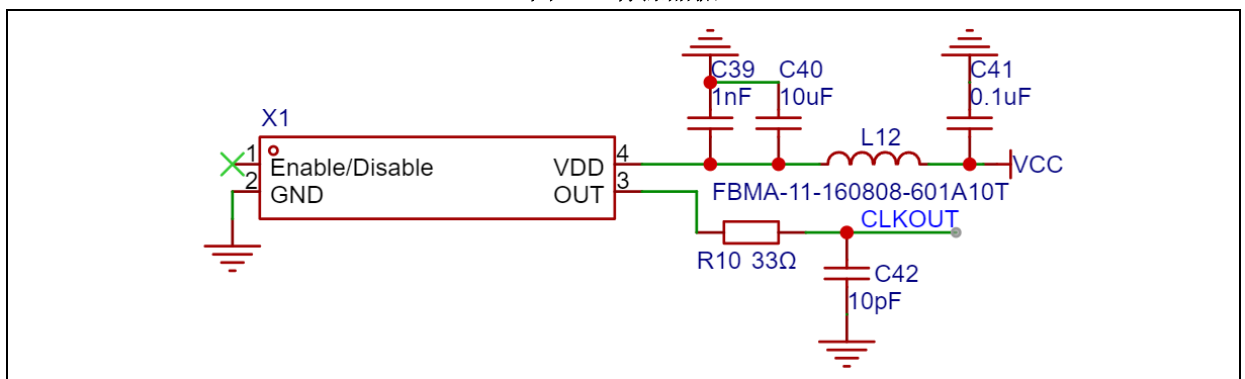 C39
1nF
C40
10uF
C41
0.1uF
X1
L12
1
Enable/Disable
VDD
4
VCC
2
GND
OUT
3
FBMA-11-160808-601A10T
CLKOUT
R10 33Ω
C42
10pF